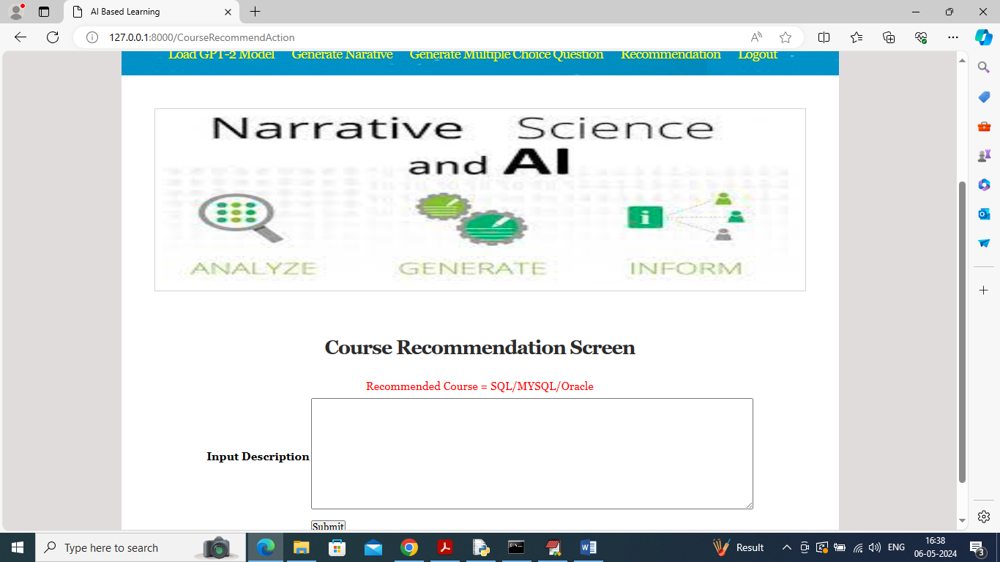 AI Based Learning
127.0.0.1:8000/CourseRecommendAction
Load GPT-2 Model Generate Narative Generate Multiple Choice Question Recommendation Logout
Narrative Science
and AI
ANALYZE GENERATE INFORM
Course Recommendation Screen
Recommended Course = SQL/MYSQL/Oracle
Input Description
Submit
Type here to search
Result
ENG
16:38
06-05-2024
3